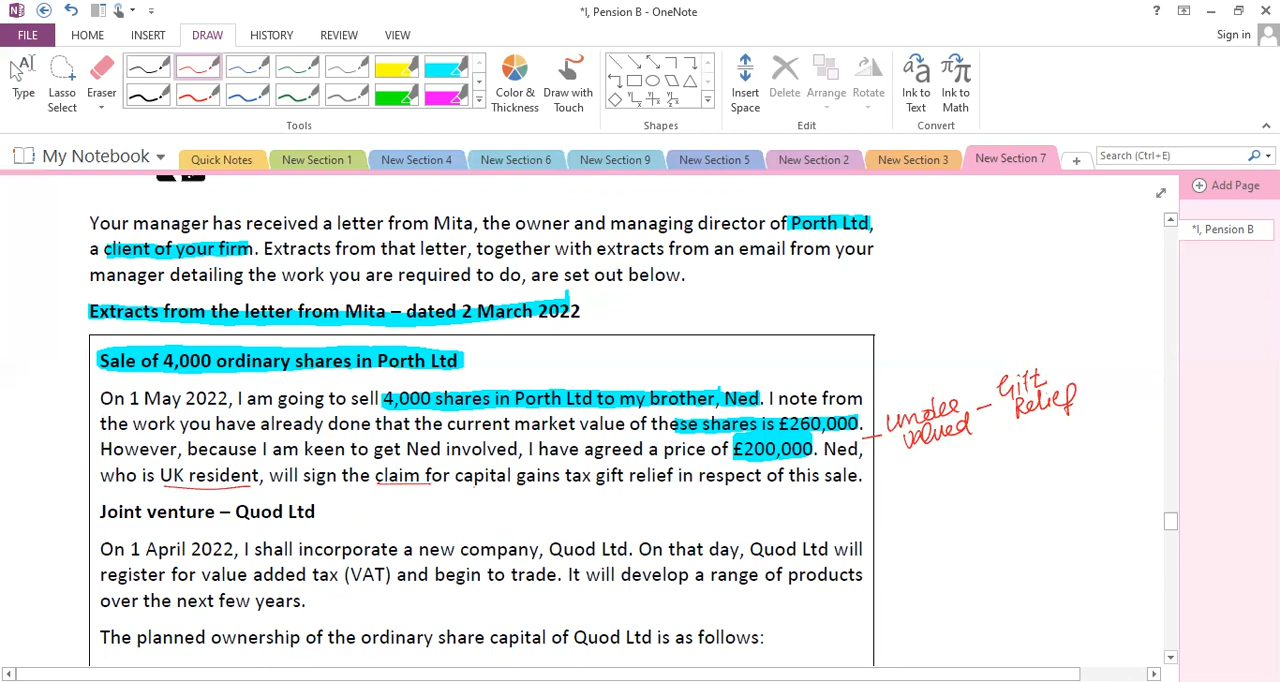 *I, Pension B - OneNote
?
FILE HOME INSERT DRAW HISTORY REVIEW VIEW
Sign in
Type Lasso Select Eraser Color & Thickness Draw with Touch Insert Space Delete Arrange Rotate Ink to Text Ink to Math
Tools Shapes Edit Convert
My Notebook Quick Notes New Section 1 New Section 4 New Section 6 New Section 9 New Section 5 New Section 2 New Section 3 New Section 7 + Search (Ctrl+E)
Add Page
*I, Pension B
Your manager has received a letter from Mita, the owner and managing director of Porth Ltd,
a client of your firm. Extracts from that letter, together with extracts from an email from your
manager detailing the work you are required to do, are set out below.
Extracts from the letter from Mita – dated 2 March 2022
Sale of 4,000 ordinary shares in Porth Ltd
On 1 May 2022, I am going to sell 4,000 shares in Porth Ltd to my brother, Ned. I note from
the work you have already done that the current market value of these shares is £260,000.
However, because I am keen to get Ned involved, I have agreed a price of £200,000. Ned,
who is UK resident, will sign the claim for capital gains tax gift relief in respect of this sale.
under
valued
- Gift
Relief
Joint venture – Quod Ltd
On 1 April 2022, I shall incorporate a new company, Quod Ltd. On that day, Quod Ltd will
register for value added tax (VAT) and begin to trade. It will develop a range of products
over the next few years.
The planned ownership of the ordinary share capital of Quod Ltd is as follows: